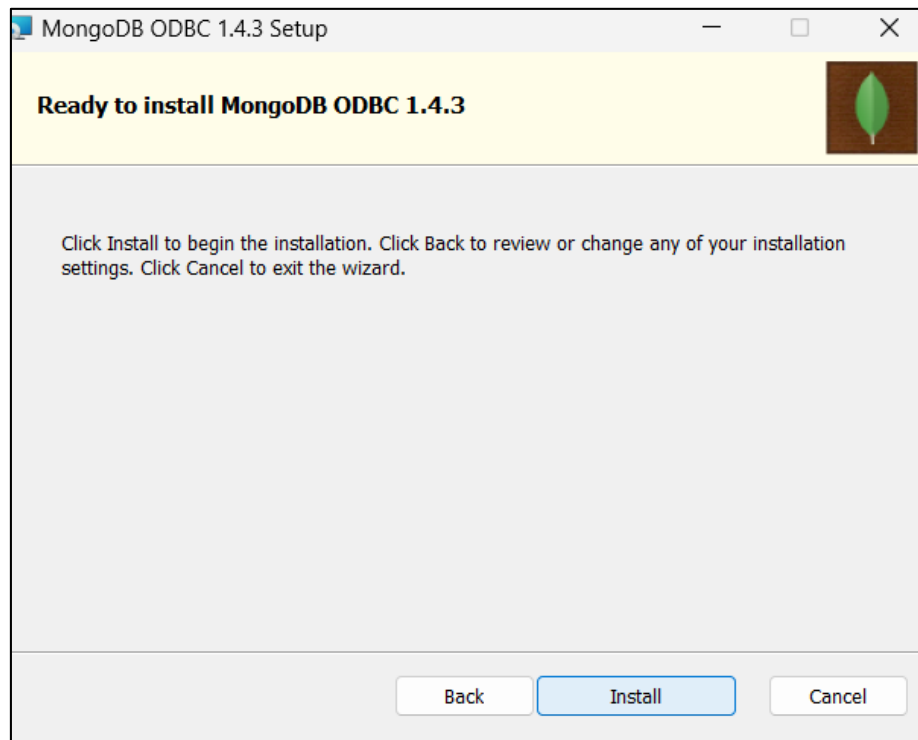 MongoDB ODBC 1.4.3 Setup
Ready to install MongoDB ODBC 1.4.3
Click Install to begin the installation. Click Back to review or change any of your installation
settings. Click Cancel to exit the wizard.
Back Install Cancel